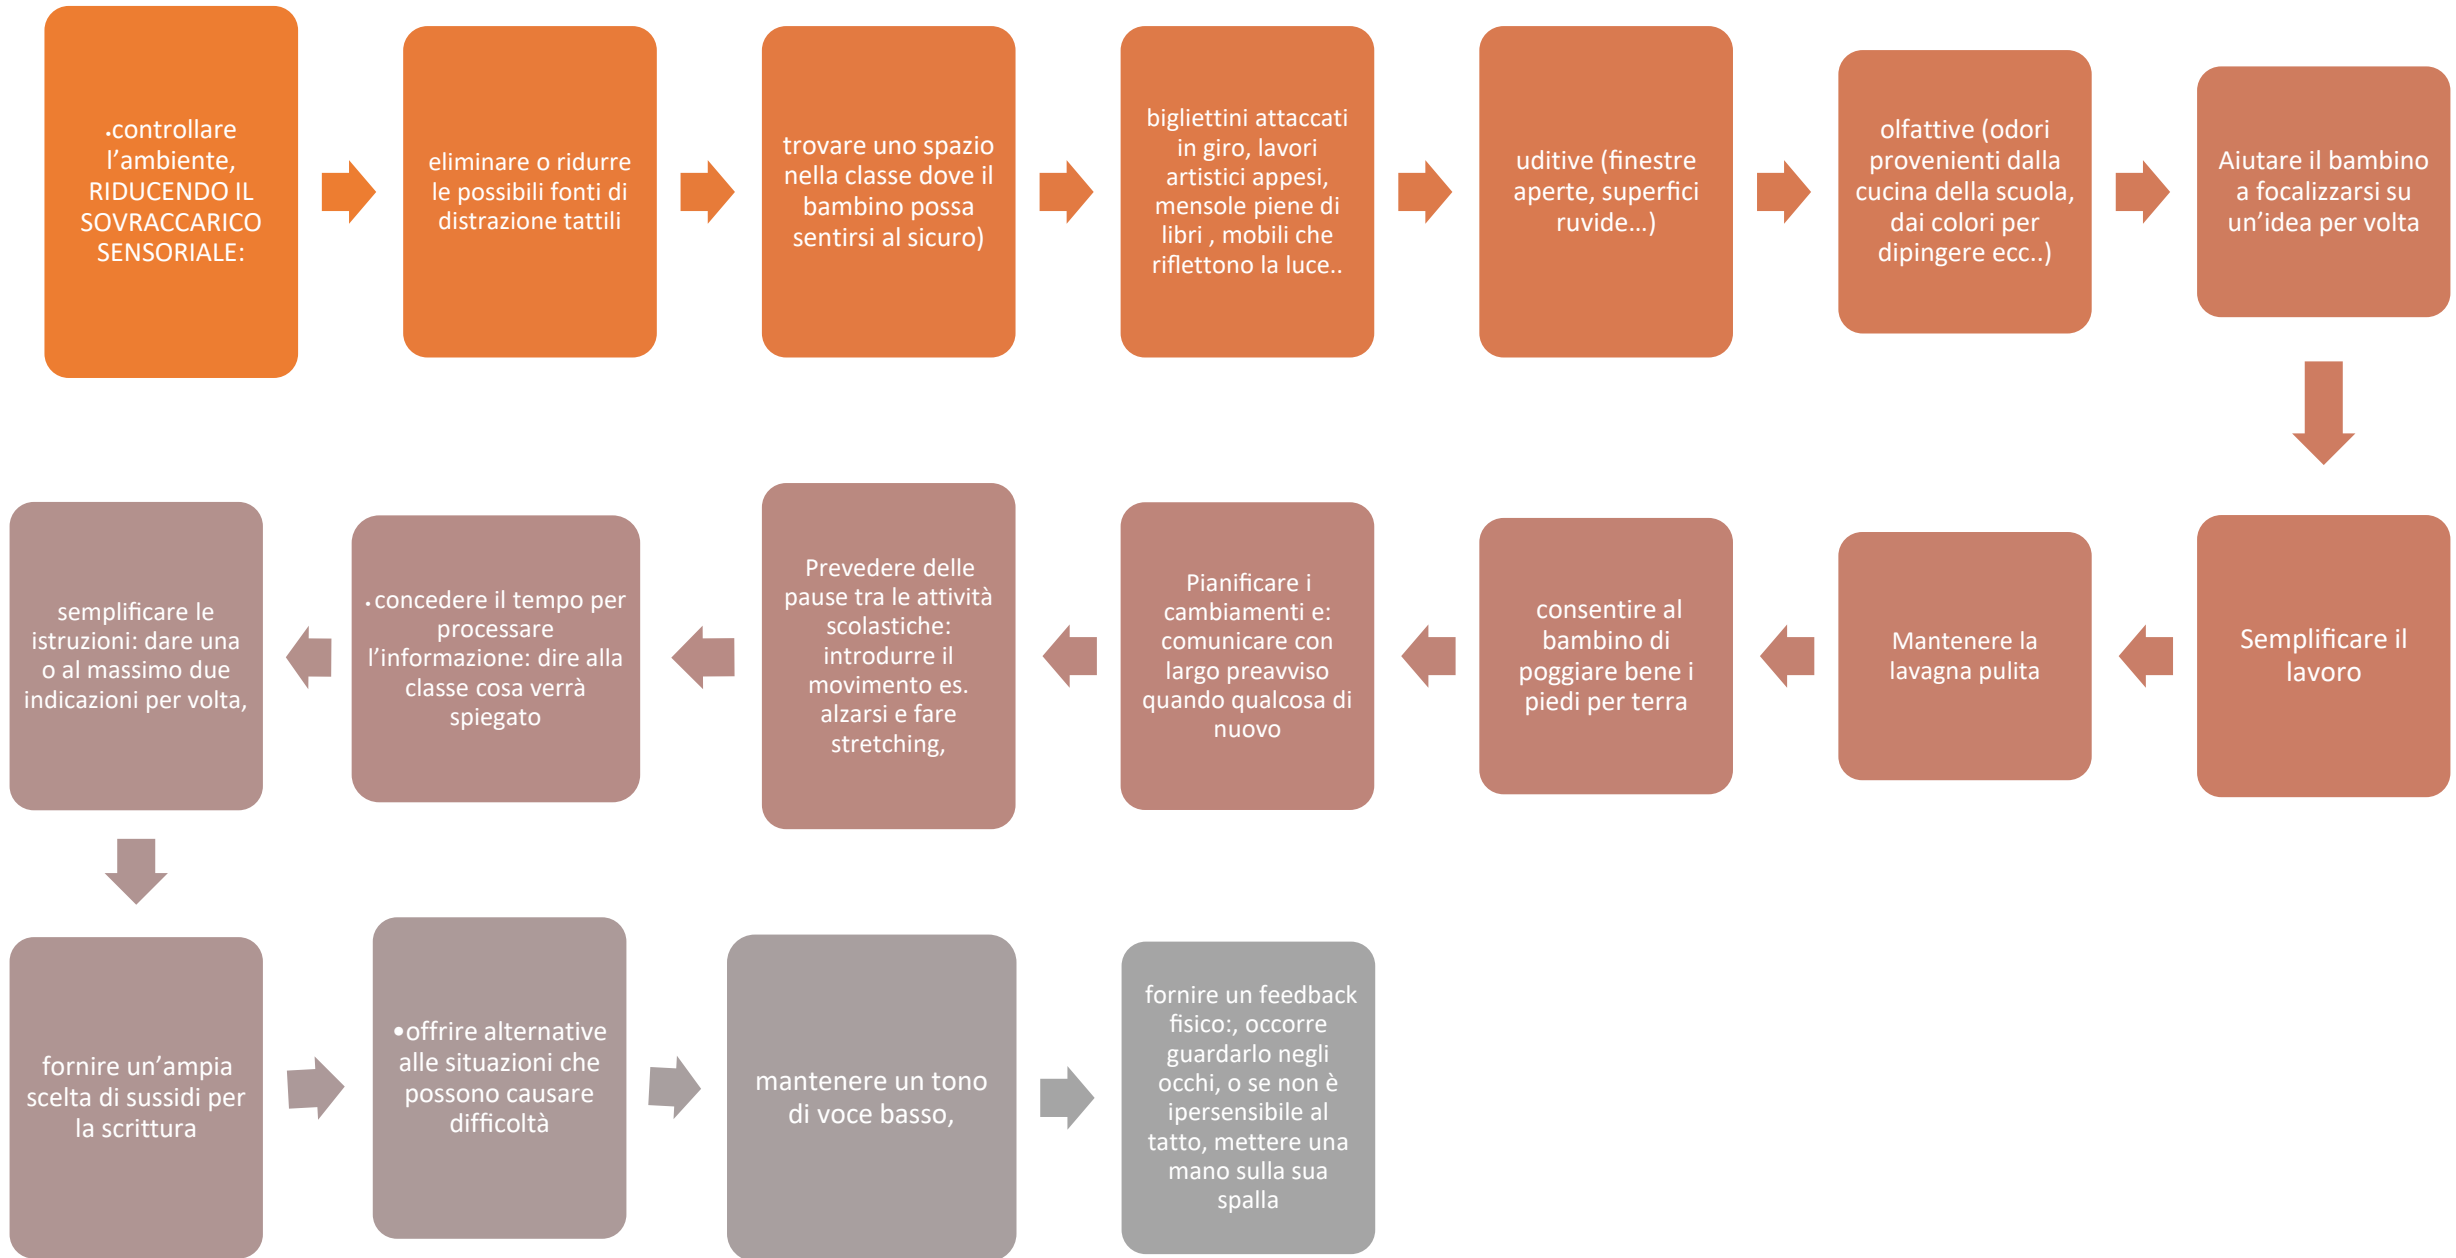 •controllare
l’ambiente,
RIDUCENDO IL
SOVRACCARICO
SENSORIALE:
eliminare o ridurre
le possibili fonti di
distrazione tattili
trovare uno spazio
nella classe dove il
bambino possa
sentirsi al sicuro)
bigliettini attaccati
in giro, lavori
artistici appesi,
mensole piene di
libri , mobili che
riflettono la luce..
uditive (finestre
aperte, superfici
ruvide…)
olfattive (odori
provenienti dalla
cucina della scuola,
dai colori per
dipingere ecc..)
Aiutare il bambino
a focalizzarsi su
un’idea per volta
Semplificare il
lavoro
Mantenere la
lavagna pulita
consentire al
bambino di
poggiare bene i
piedi per terra
Pianificare i
cambiamenti e:
comunicare con
largo preavviso
quando qualcosa di
nuovo
Prevedere delle
pause tra le attività
scolastiche:
introdurre il
movimento es.
alzarsi e fare
stretching,
•concedere il tempo per
processare
l’informazione: dire alla
classe cosa verrà
spiegato
semplificare le
istruzioni: dare una
o al massimo due
indicazioni per volta,
fornire un’ampia
scelta di sussidi per
la scrittura
•offrire alternative
alle situazioni che
possono causare
difficoltà
mantenere un tono
di voce basso,
fornire un feedback
fisico:, occorre
guardarlo negli
occhi, o se non è
ipersensibile al
tatto, mettere una
mano sulla sua
spalla